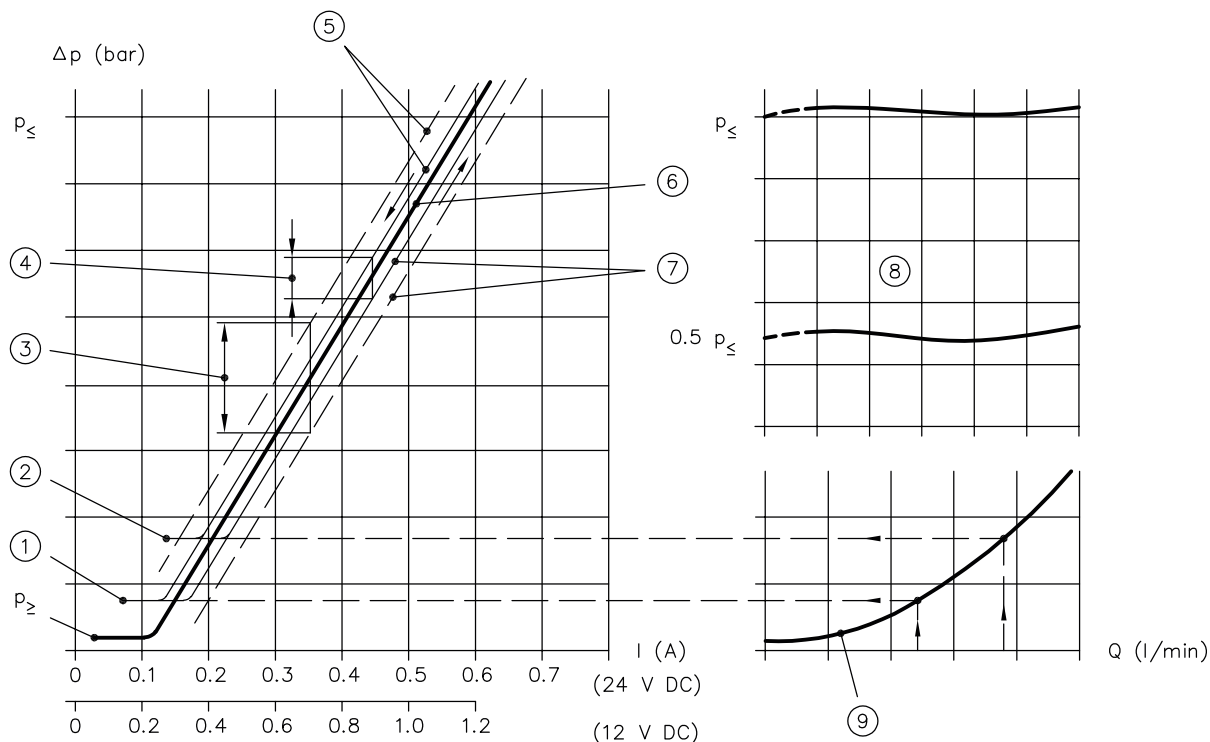 5
Δp (bar)
p≤
p≤
6
4
7
8
3
0.5 p≤
2
1
p≥
I (A)
Q (l/min)
0 0.1 0.2 0.3 0.4 0.5 0.6 0.7
(24 V DC)
9
0 0.2 0.4 0.6 0.8 1.0 1.2
(12 V DC)